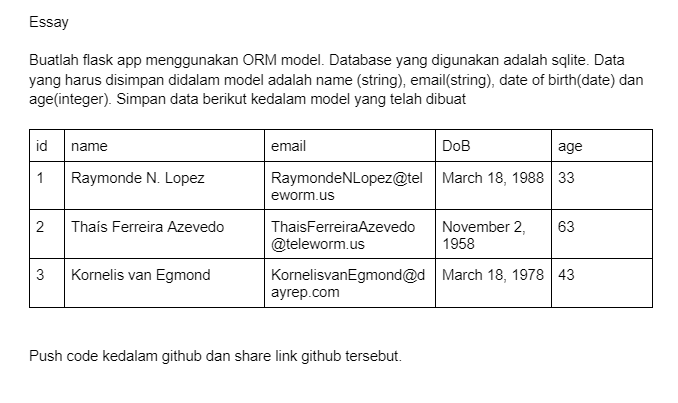 Essay
Buatlah flask app menggunakan ORM model. Database yang digunakan adalah sqlite. Data
yang harus disimpan didalam model adalah name (string), email(string), date of birth(date) dan
age(integer). Simpan data berikut kedalam model yang telah dibuat
id name email DoB age
1 Raymonde N. Lopez RaymondeNLopez@tel March 18, 1988 33
eworm.us
2 Thaís Ferreira Azevedo ThaisFerreiraAzevedo November 2, 63
@teleworm.us 1958
3 Kornelis van Egmond KornelisvanEgmond@d March 18, 1978 43
ayrep.com
Push code kedalam github dan share link github tersebut.